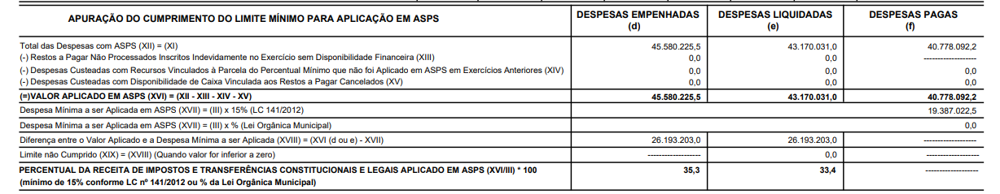 APURAÇÃO DO CUMPRIMENTO DO LIMITE MÍNIMO PARA APLICAÇÃO EM ASPS DESPESAS EMPENHADAS (d) DESPESAS LIQUIDADAS (e) DESPESAS PAGAS (f)
Total das Despesas com ASPS (XII) = (XI) 45.580.225,5 43.170.031,0 40.778.092,2
(-) Restos a Pagar Não Processados Inscritos Indevidamente no Exercício sem Disponibilidade Financeira (XIII) 0,0 0,0 ------------------
(-) Despesas Custeadas com Recursos Vinculados à Parcela do Percentual Mínimo que não foi Aplicado em ASPS em Exercícios Anteriores (XIV) 0,0 0,0 0,0
(-) Despesas Custeadas com Disponibilidade de Caixa Vinculada aos Restos a Pagar Cancelados (XV) 0,0 0,0 0,0
(=)VALOR APLICADO EM ASPS (XVI) = (XII - XIII - XIV - XV) 45.580.225,5 43.170.031,0 40.778.092,2
Despesa Mínima a ser Aplicada em ASPS (XVII) = (III) x 15% (LC 141/2012) 19.387.022,5
Despesa Mínima a ser Aplicada em ASPS (XVII) = (III) x % (Lei Orgânica Municipal) 0,0
Diferença entre o Valor Aplicado e a Despesa Mínima a ser Aplicada (XVIII) = (XVI (d ou e) - XVII) 26.193.203,0 26.193.203,0 ------------------
Limite não Cumprido (XIX) = (XVIII) (Quando valor for inferior a zero) ------------------ 0,0 ------------------
PERCENTUAL DA RECEITA DE IMPOSTOS E TRANSFERÊNCIAS CONSTITUCIONAIS E LEGAIS APLICADO EM ASPS (XVI/III) * 100 35,3 33,4 ------------------
(mínimo de 15% conforme LC nº 141/2012 ou % da Lei Orgânica Municipal)